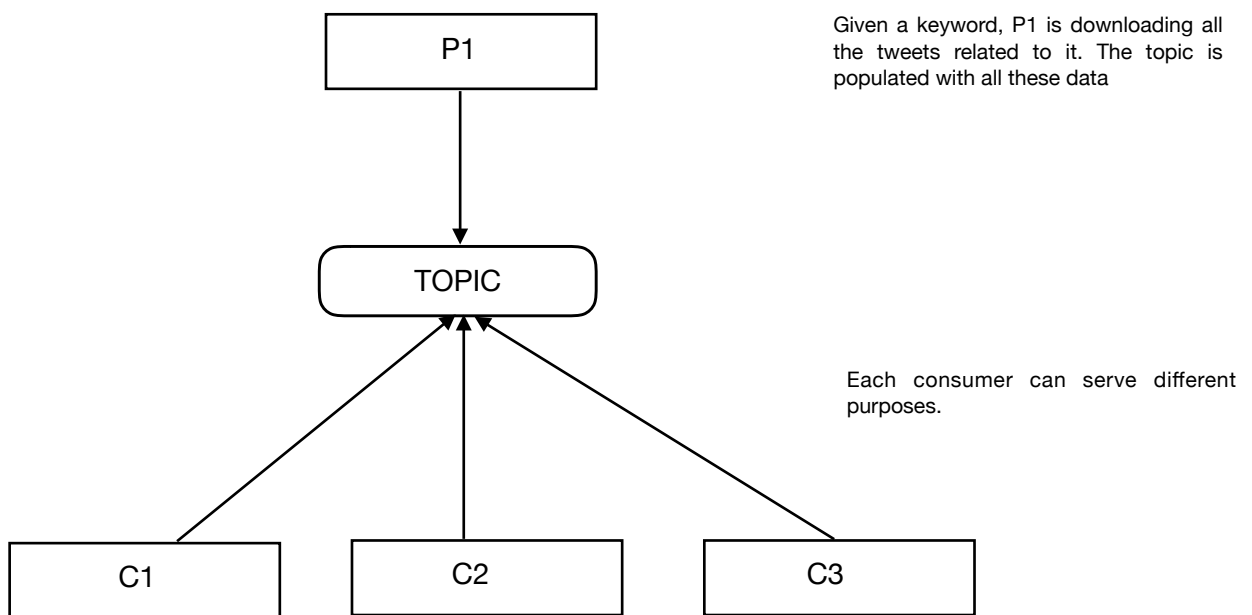 P1
Given a keyword, P1 is downloading all
the tweets related to it. The topic is
populated with all these data
TOPIC
Each consumer can serve different
purposes.
C1
C2
C3